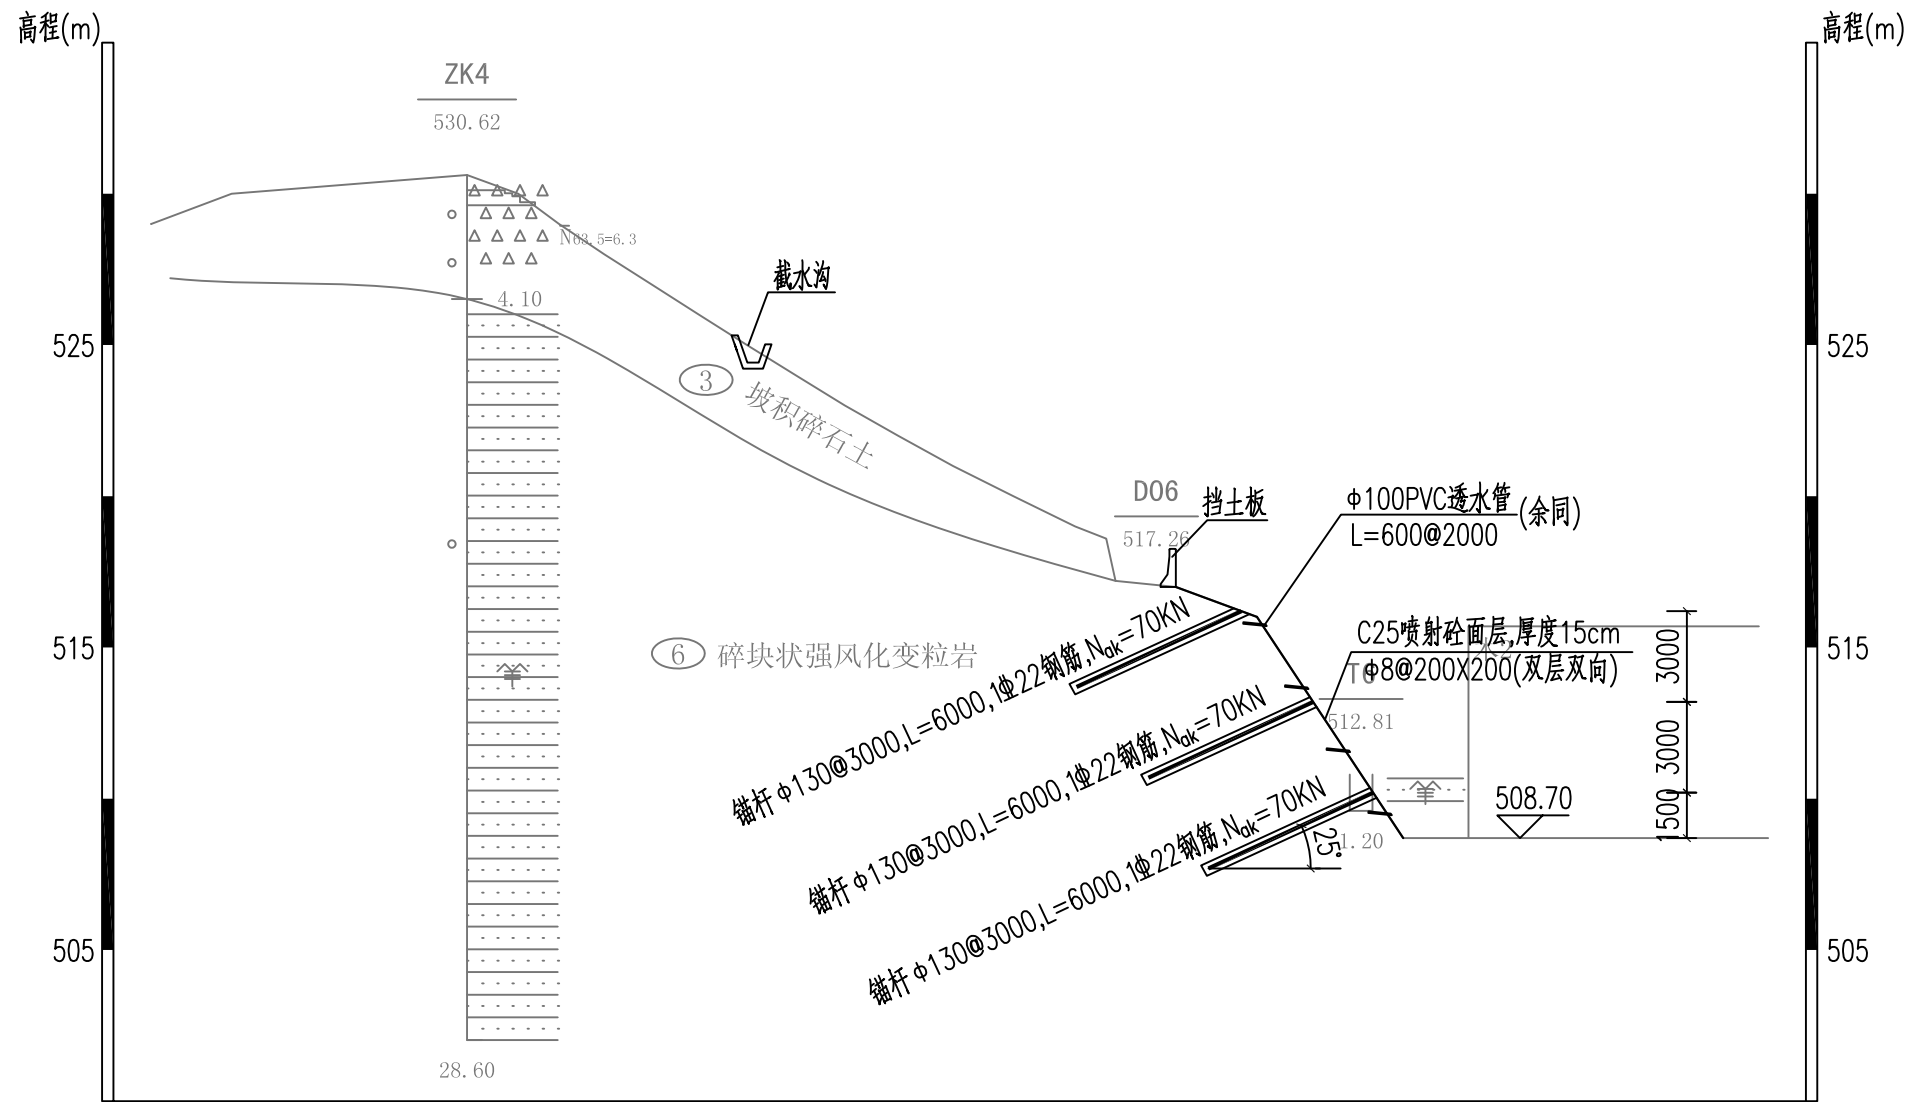 高程(m)
高程(m)
ZK4
530.62
N63.5=6.3
截水沟
4.10
525
525
3
坡积碎石土
D06
517.26
挡土板
φ100PVC透水管(余同)
L=600@2000
C25喷射砼面层,厚度15cm
φ8@200X200(双层双向)
515
515
6
碎块状强风化变粒岩
锚杆φ130@3000,L=6000,1φ22钢筋,Nak=70KN
3000
512.81
锚杆φ130@3000,L=6000,1φ22钢筋,Nak=70KN
3000
508.70
1500
锚杆φ130@3000,L=6000,1φ22钢筋,Nak=70KN
25°
1.20
505
505
28.60